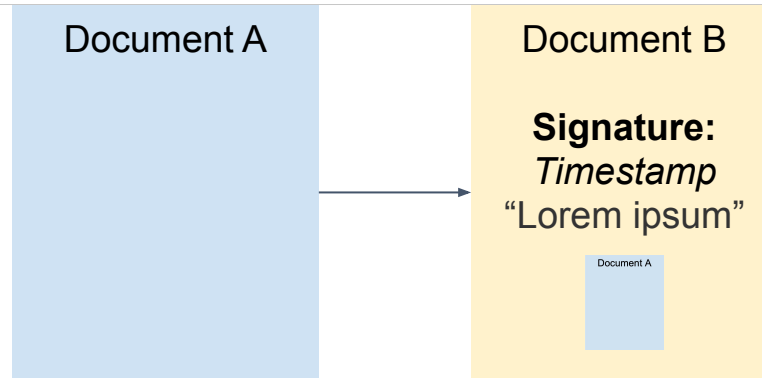 Document A
Document B
Signature:
Timestamp
“Lorem ipsum”
Document A